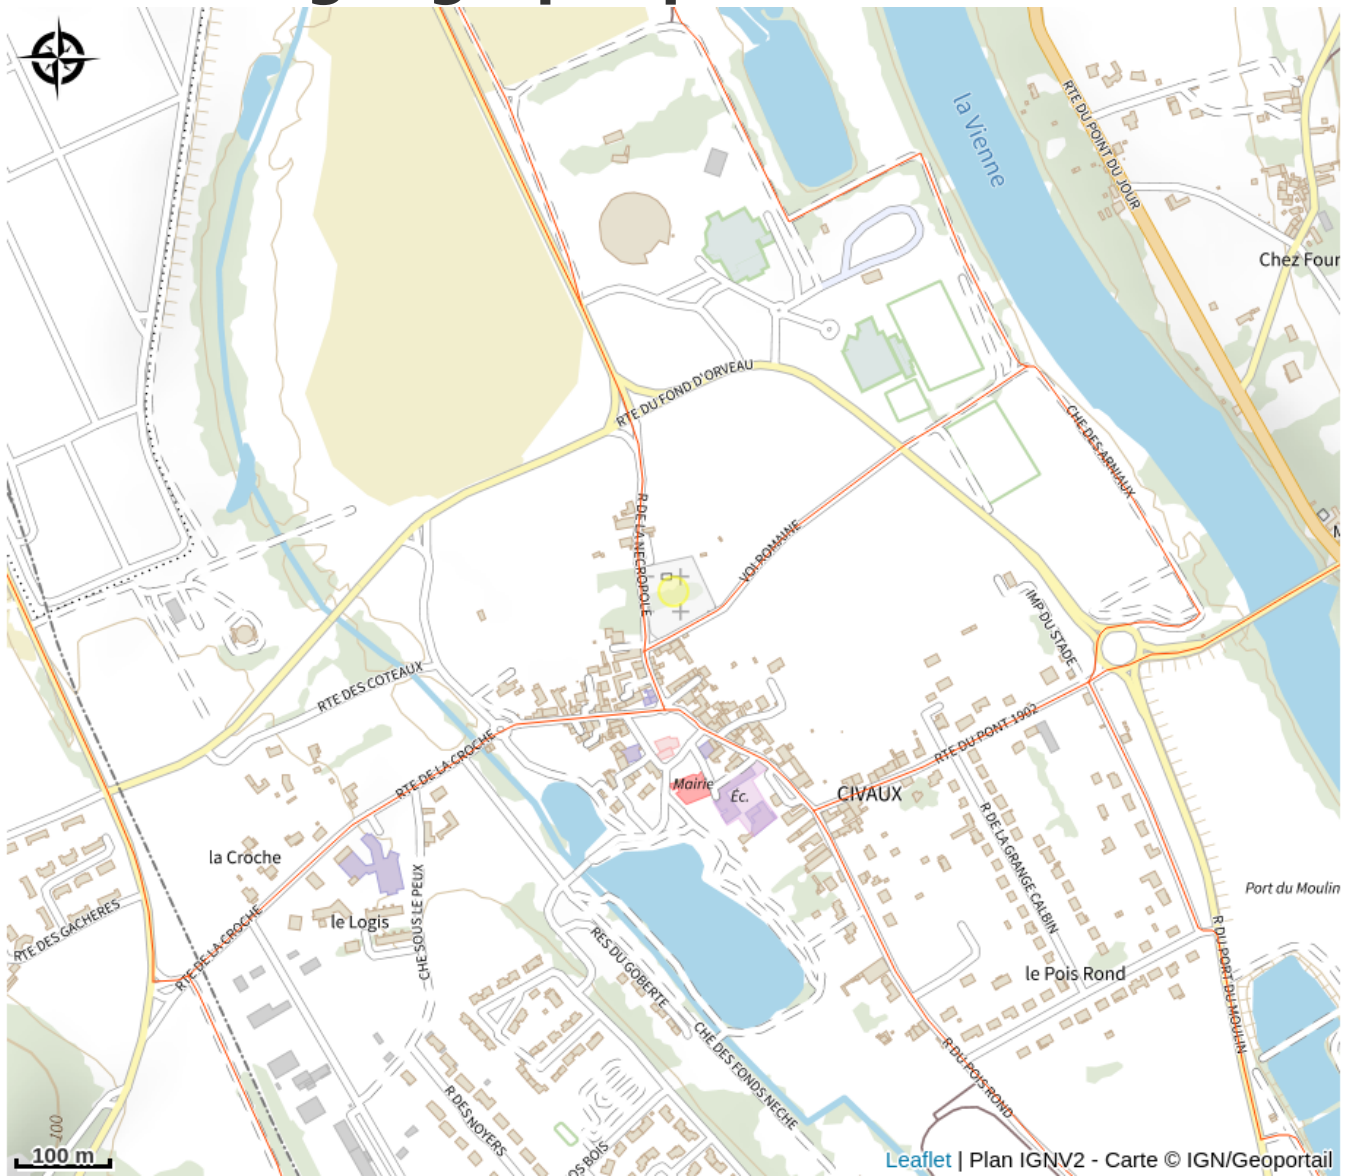 la Vienne
RTE DU POINT DU JOUR
Chez Four
RTE DU FOND D'ORVEAU
CHE DES ARNIAUX
R DE LA NECROPOLE
VOI ROMAINE
M
IMP DU STADE
RTE DES COTEAUX
RTE DU PONT 1902
RTE DE LA CROCHE
Mairie
Éc.
CIVAUX
R DE LA GRANGE CALBIN
la Croche
Port du Moulin
CHE SOUS LE PEUX
le Logis
RTE DES GACHERES
RTE DE LA CROCHE
RES DU GOBERTE
le Pois Rond
R DU PORT DU MOULIN
CHE DES FONDS NECHE
R DU POIS ROND
R DES NOYERS
100
OS BOIS
100 m
Leaflet | Plan IGNV2 - Carte © IGN/Geoportail